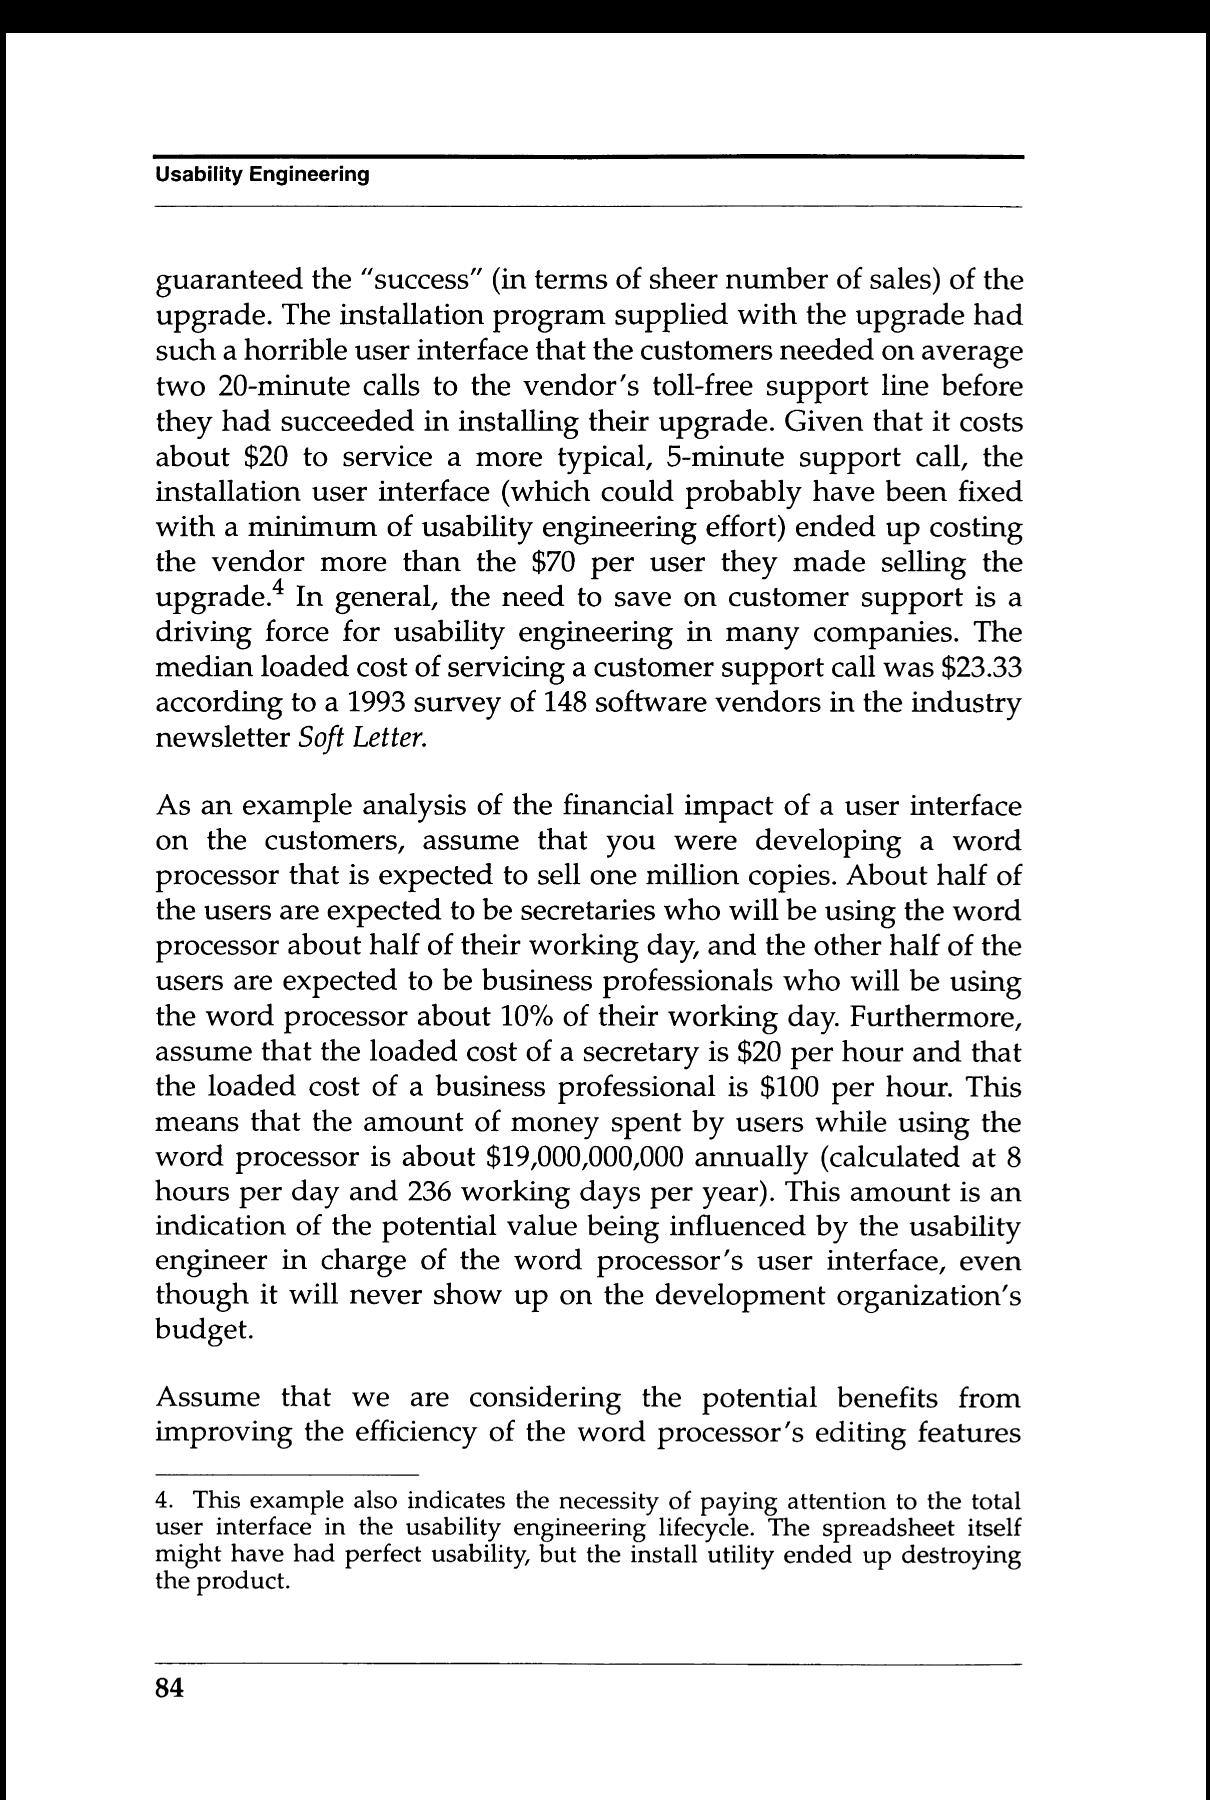 Usability Engineering
guaranteed the “success” (in terms of sheer number of sales) of the
upgrade. The installation program supplied with the upgrade had
such a horrible user interface that the customers needed on average
two 20-minute calls to the vendor’s toll-free support line before
they had succeeded in installing their upgrade. Given that it costs
about $20 to service a more typical, 5-minute support call, the
installation user interface (which could probably have been fixed
with a minimum of usability engineering effort) ended up costing
the vendor more than the $70 per user they made selling the
upgrade.4 In general, the need to save on customer support is a
driving force for usability engineering in many companies. The
median loaded cost of servicing a customer support call was $23.33
according to a 1993 survey of 148 software vendors in the industry
newsletter Soft Letter.
As an example analysis of the financial impact of a user interface
on the customers, assume that you were developing a word
processor that is expected to sell one million copies. About half of
the users are expected to be secretaries who will be using the word
processor about half of their working day, and the other half of the
users are expected to be business professionals who will be using
the word processor about 10% of their working day. Furthermore,
assume that the loaded cost of a secretary is $20 per hour and that
the loaded cost of a business professional is $100 per hour. This
means that the amount of money spent by users while using the
word processor is about $19,000,000,000 annually (calculated at 8
hours per day and 236 working days per year). This amount is an
indication of the potential value being influenced by the usability
engineer in charge of the word processor’s user interface, even
though it will never show up on the development organization’s
budget.
Assume that we are considering the potential benefits from
improving the efficiency of the word processor’s editing features
4. This example also indicates the necessity of paying attention to the total
user interface in the usability engineering lifecycle. The spreadsheet itself
might have had perfect usability, but the install utility ended up destroying
the product.
84